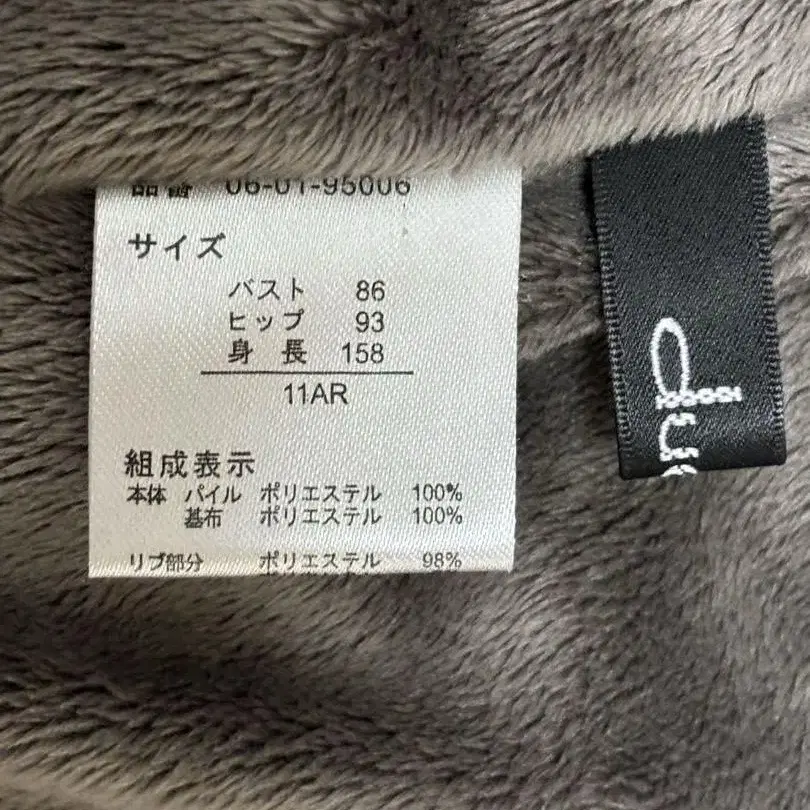 品番 06-01-95006
サイズ
バスト 86
ヒップ 93
身長 158
11AR
組成表示
本体 パイル ポリエステル 100%
基布 ポリエステル 100%
リブ部分 ポリエステル 98%